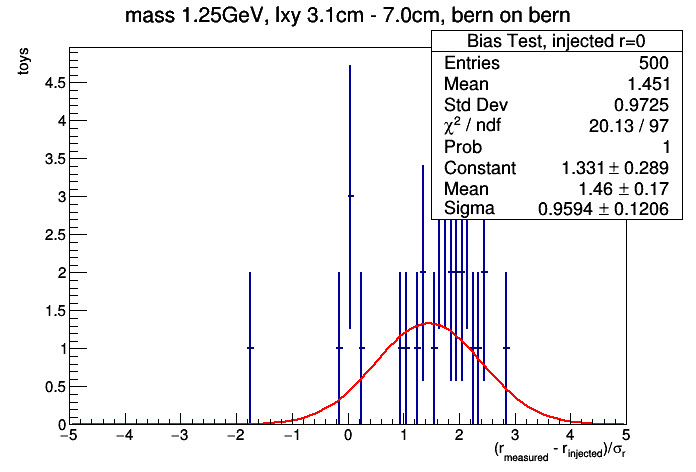 mass 1.25GeV, lxy 3.1cm - 7.0cm, bern on bern
Bias Test, injected r=0
Entries 500
Mean 1.451
Std Dev 0.9725
χ² / ndf 20.13 / 97
Prob 1
Constant 1.331 ± 0.289
Mean 1.46 ± 0.17
Sigma 0.9594 ± 0.1206
toys
4.5
4
3.5
3
2.5
2
1.5
1
0.5
0
−5 −4 −3 −2 −1 0 1 2 3 4 5
(r_measured - r_injected)/σ_r